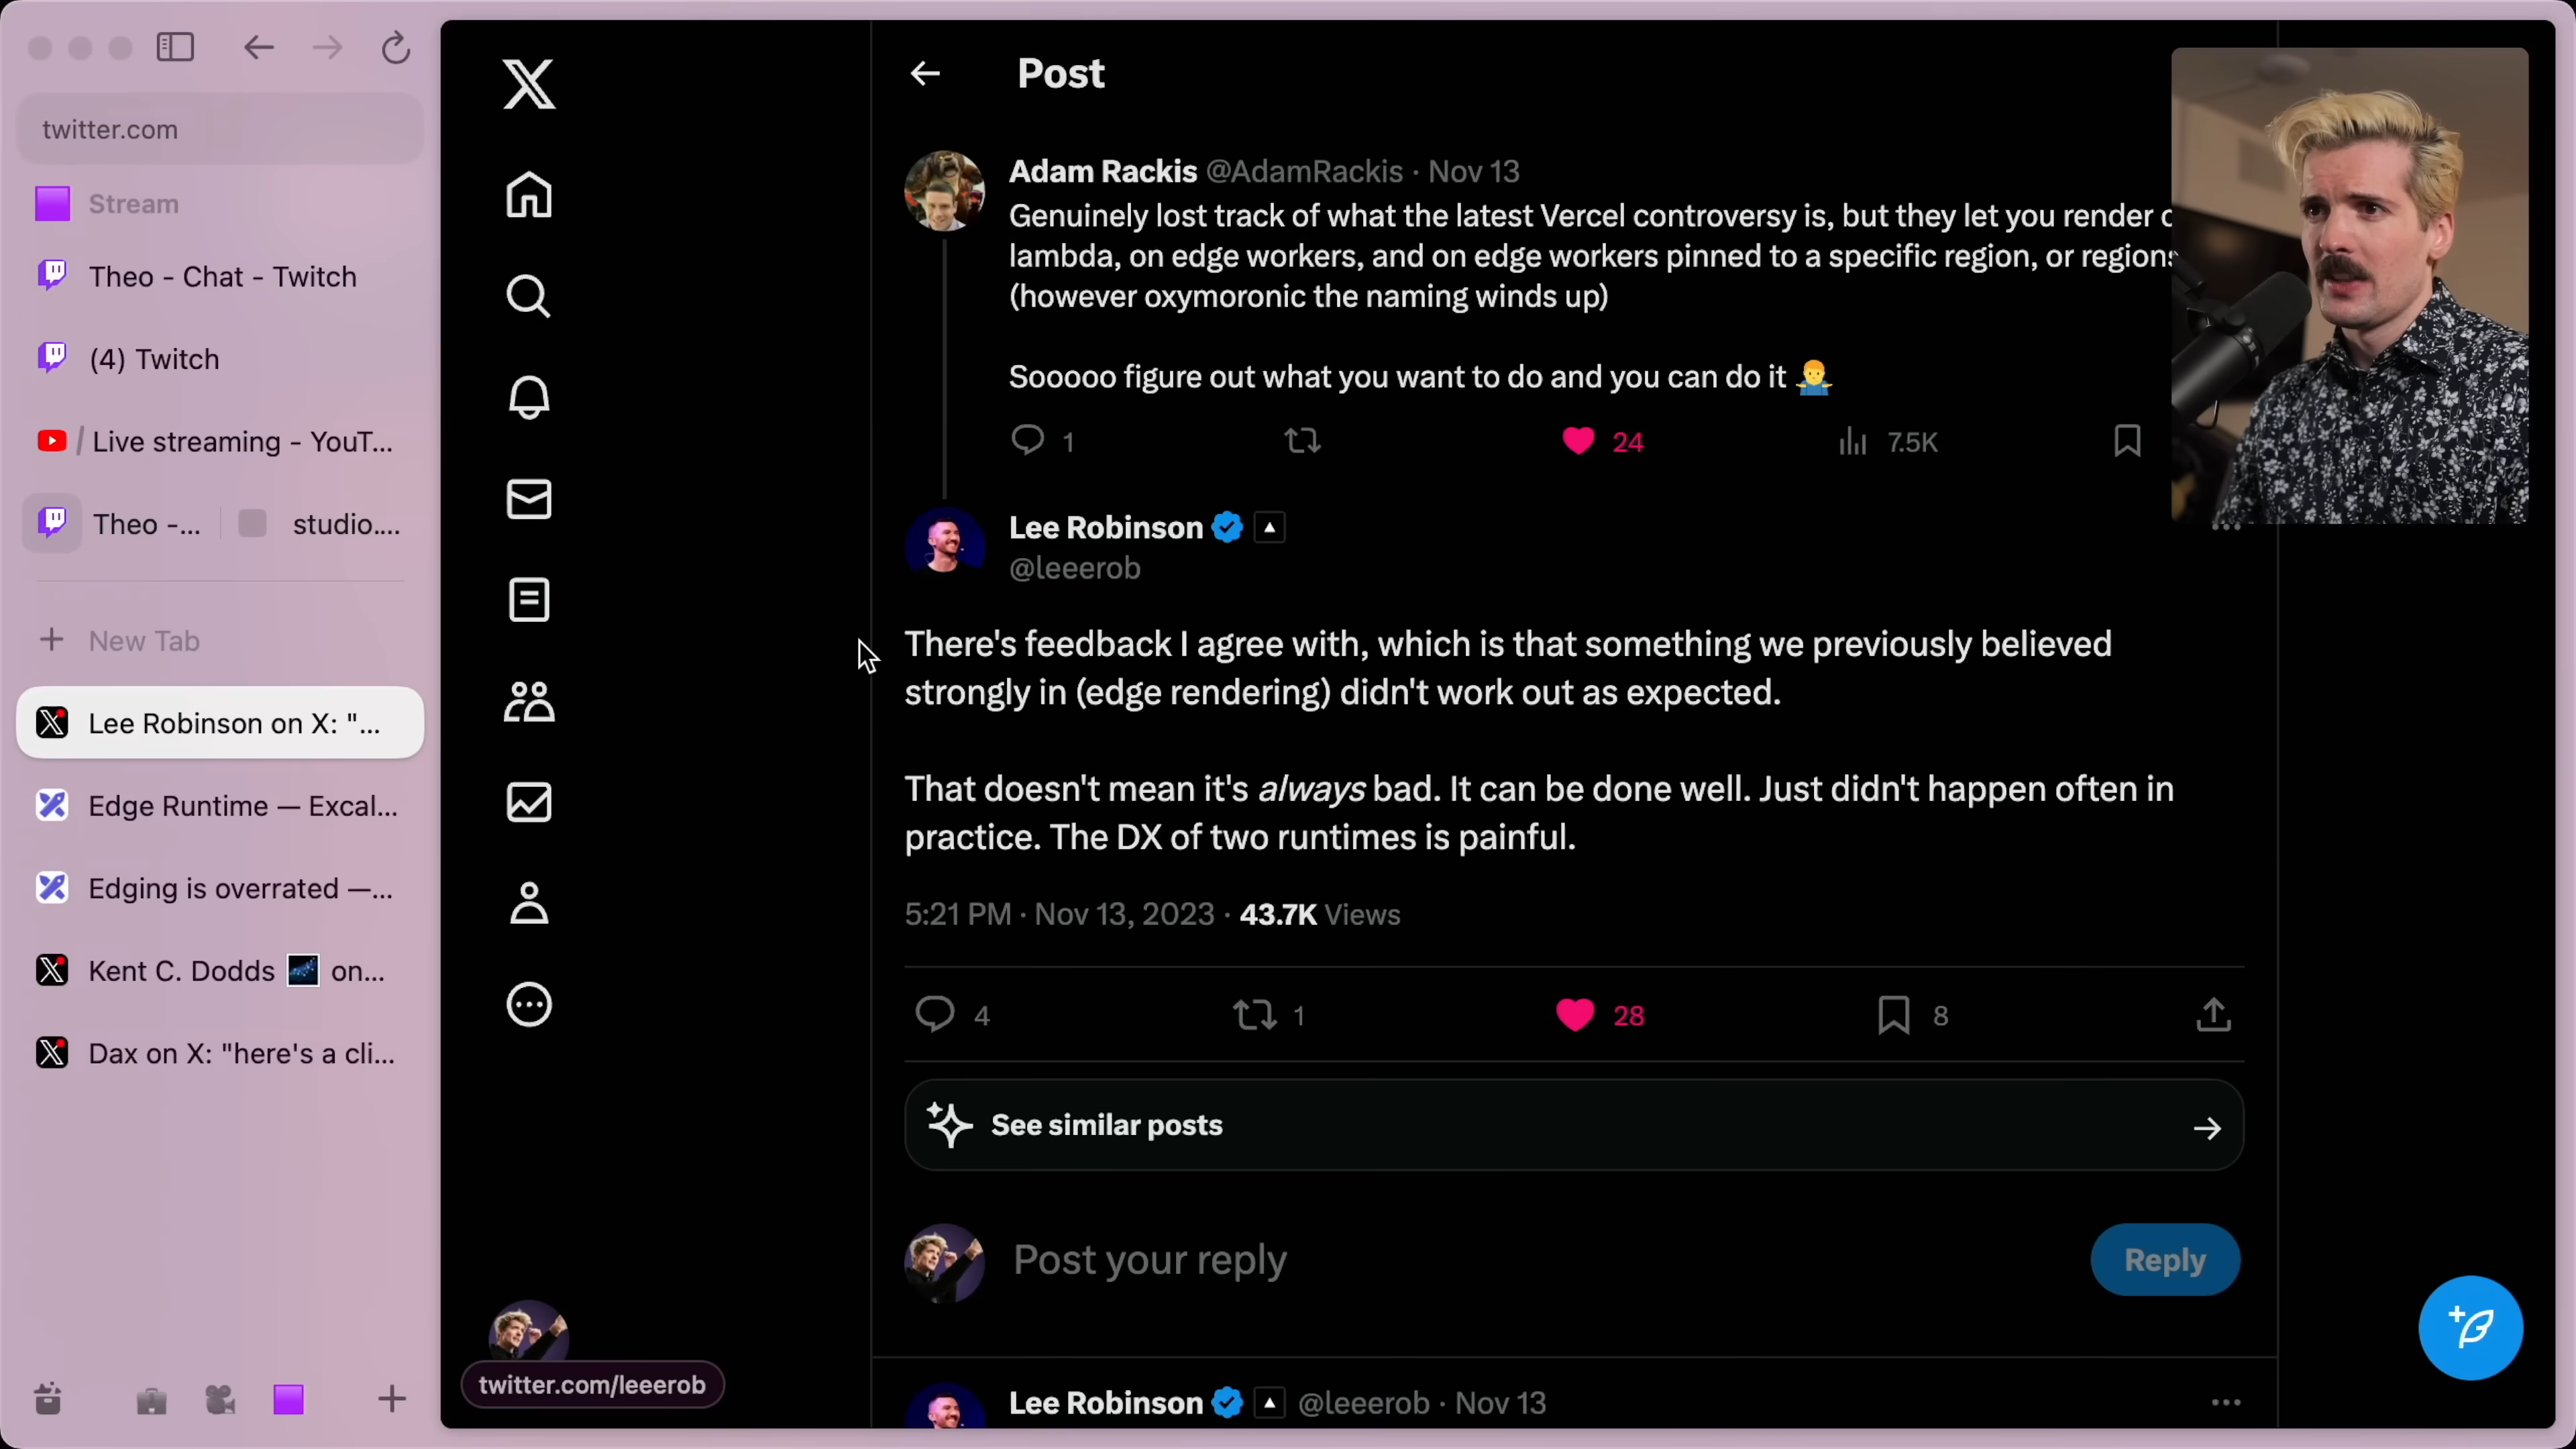 twitter.com
Stream
Theo - Chat - Twitch
(4) Twitch
/ Live streaming - YouT...
Theo -... studio....
+ New Tab
Lee Robinson on X: "...
Edge Runtime — Excal...
Edging is overrated —...
Kent C. Dodds on...
Dax on X: "here's a cli...
Post
Adam Rackis @AdamRackis · Nov 13
Genuinely lost track of what the latest Vercel controversy is, but they let you render
lambda, on edge workers, and on edge workers pinned to a specific region, or regions
(however oxymoronic the naming winds up)
Sooooo figure out what you want to do and you can do it 🤷‍♂️
1 24 7.5K
Lee Robinson
@leeerob
There's feedback I agree with, which is that something we previously believed
strongly in (edge rendering) didn't work out as expected.
That doesn't mean it's always bad. It can be done well. Just didn't happen often in
practice. The DX of two runtimes is painful.
5:21 PM · Nov 13, 2023 · 43.7K Views
4 1 28 8
See similar posts
Post your reply
Reply
twitter.com/leeerob
Lee Robinson @leeerob · Nov 13